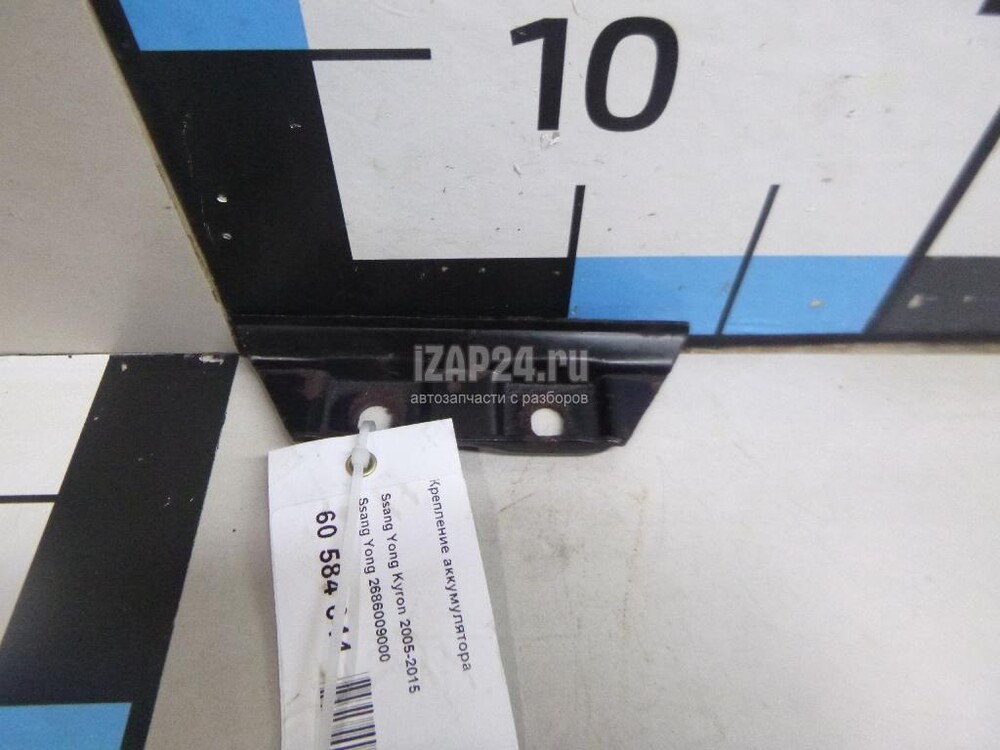 10
iZAP24.ru
автозапчасти с разборов
Крепление аккумулятора
Ssang Yong Kyron 2005-2015
Ssang Yong 2686009000
60 584